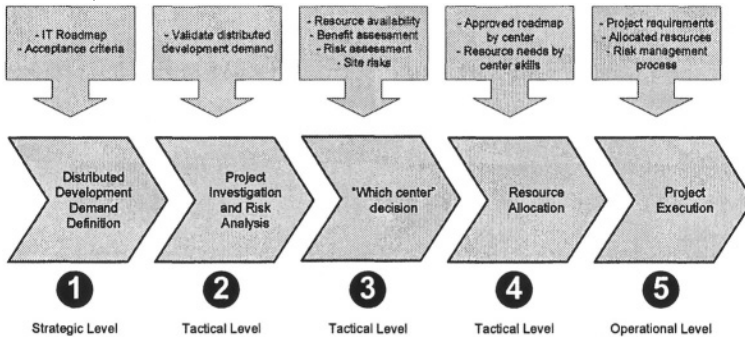 - IT Roadmap
- Acceptance criteria
- Validate distributed
development demand
- Resource availability
- Benefit assessment
- Risk assessment
- Site risks
- Approved roadmap
by center
- Resource needs by
center skills
- Project requirements
- Allocated resources
- Risk management
process
Distributed
Development
Demand
Definition
Project
Investigation
and Risk
Analysis
"Which center"
decision
Resource
Allocation
Project
Execution
1
2
3
4
5
Strategic Level
Tactical Level
Tactical Level
Tactical Level
Operational Level